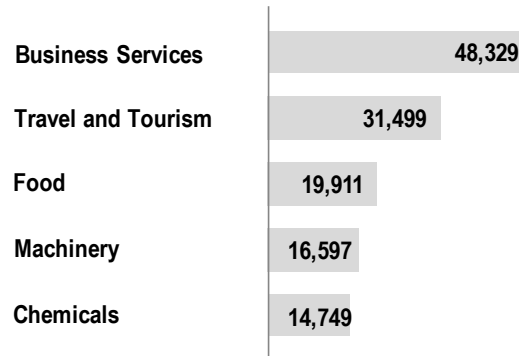 Business Services 48,329
Travel and Tourism 31,499
Food 19,911
Machinery 16,597
Chemicals 14,749